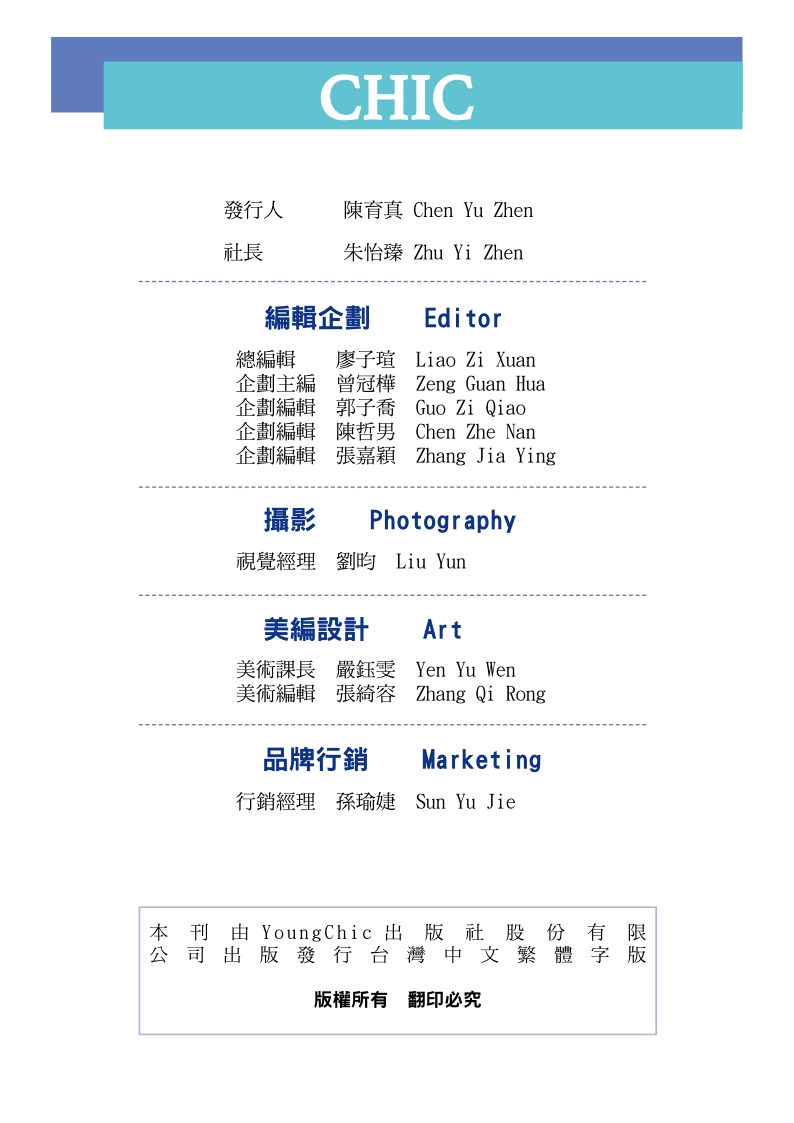 CHIC
發行人 陳育真 Chen Yu Zhen
社長 朱怡臻 Zhu Yi Zhen
編輯企劃 Editor
總編輯 廖子瑄 Liao Zi Xuan
企劃主編 曾冠樺 Zeng Guan Hua
企劃編輯 郭子喬 Guo Zi Qiao
企劃編輯 陳哲男 Chen Zhe Nan
企劃編輯 張嘉穎 Zhang Jia Ying
攝影 Photography
視覺經理 劉昀 Liu Yun
美編設計 Art
美術課長 嚴鈺雯 Yen Yu Wen
美術編輯 張綺容 Zhang Qi Rong
品牌行銷 Marketing
行銷經理 孫瑜婕 Sun Yu Jie
本刊由YoungChic出版社股份有限
公司出版發行台灣中文繁體字版
版權所有 翻印必究